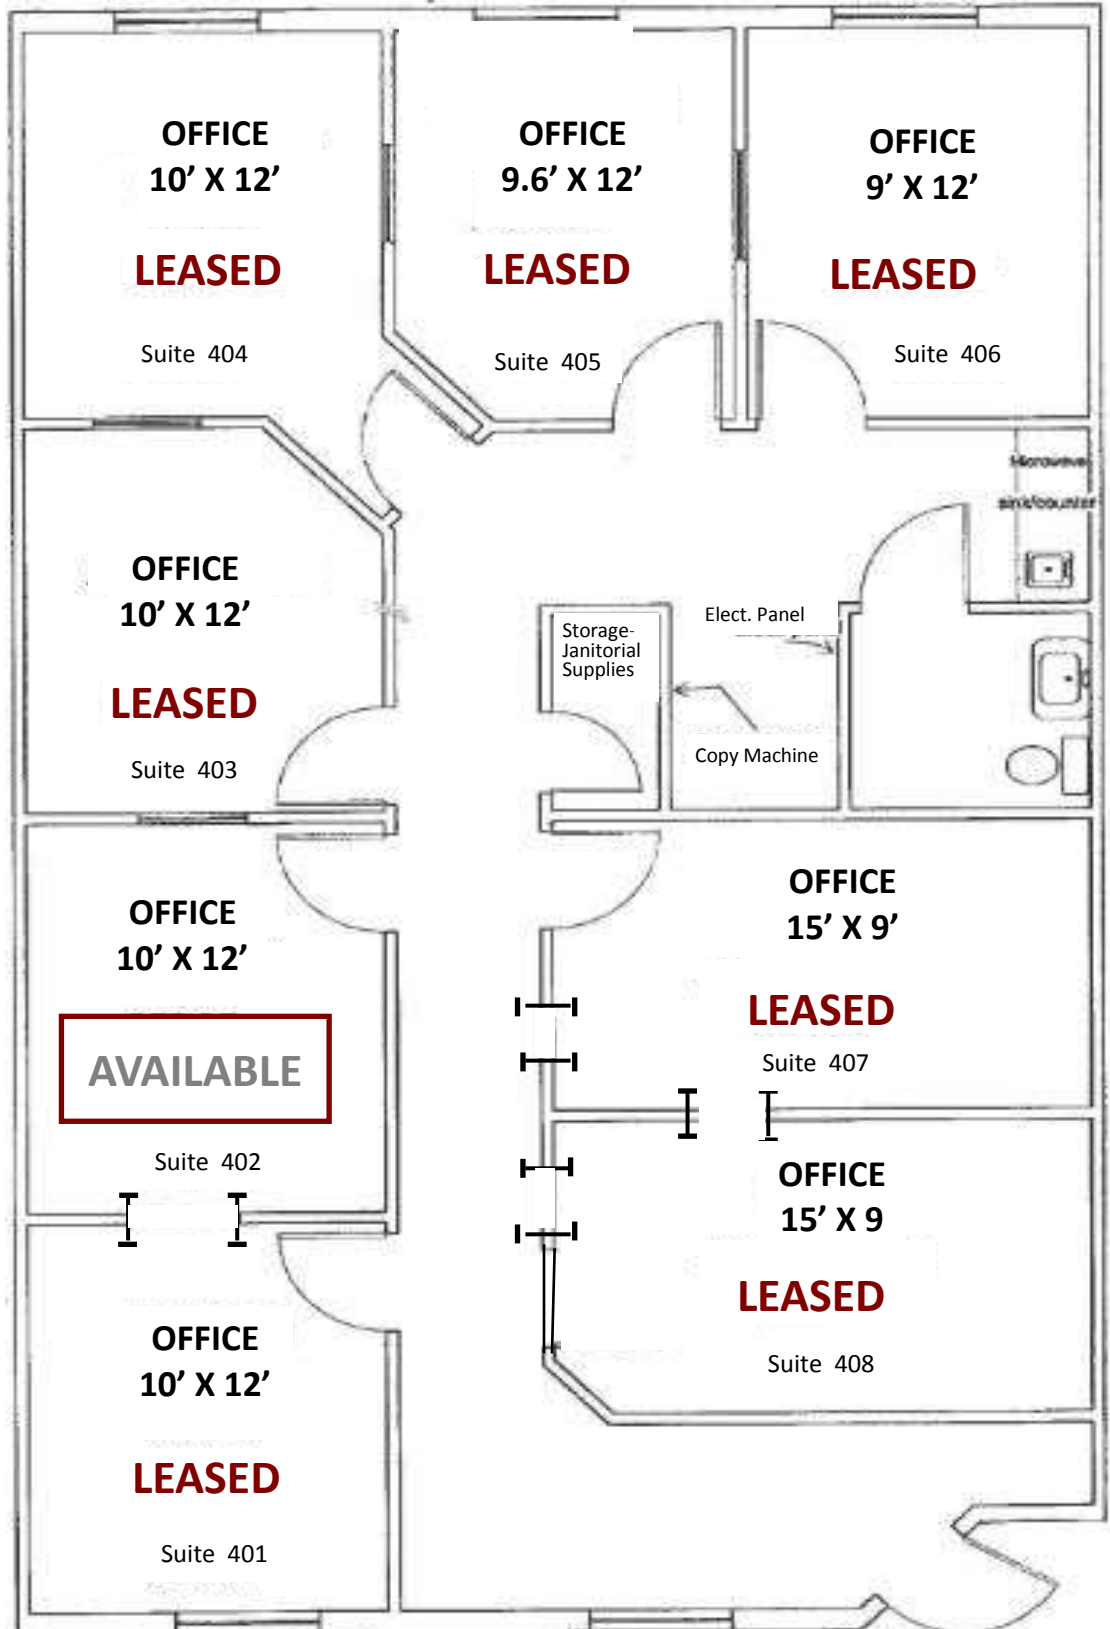 OFFICE
10’ X 12’
LEASED
Suite 404
OFFICE
9.6’ X 12’
LEASED
Suite 405
OFFICE
9’ X 12’
LEASED
Suite 406
Microwave
sink/counter
OFFICE
10’ X 12’
LEASED
Suite 403
Storage-
Janitorial
Supplies
Elect. Panel
Copy Machine
OFFICE
10’ X 12’
AVAILABLE
Suite 402
OFFICE
15’ X 9’
LEASED
Suite 407
OFFICE
15’ X 9
LEASED
Suite 408
OFFICE
10’ X 12’
LEASED
Suite 401